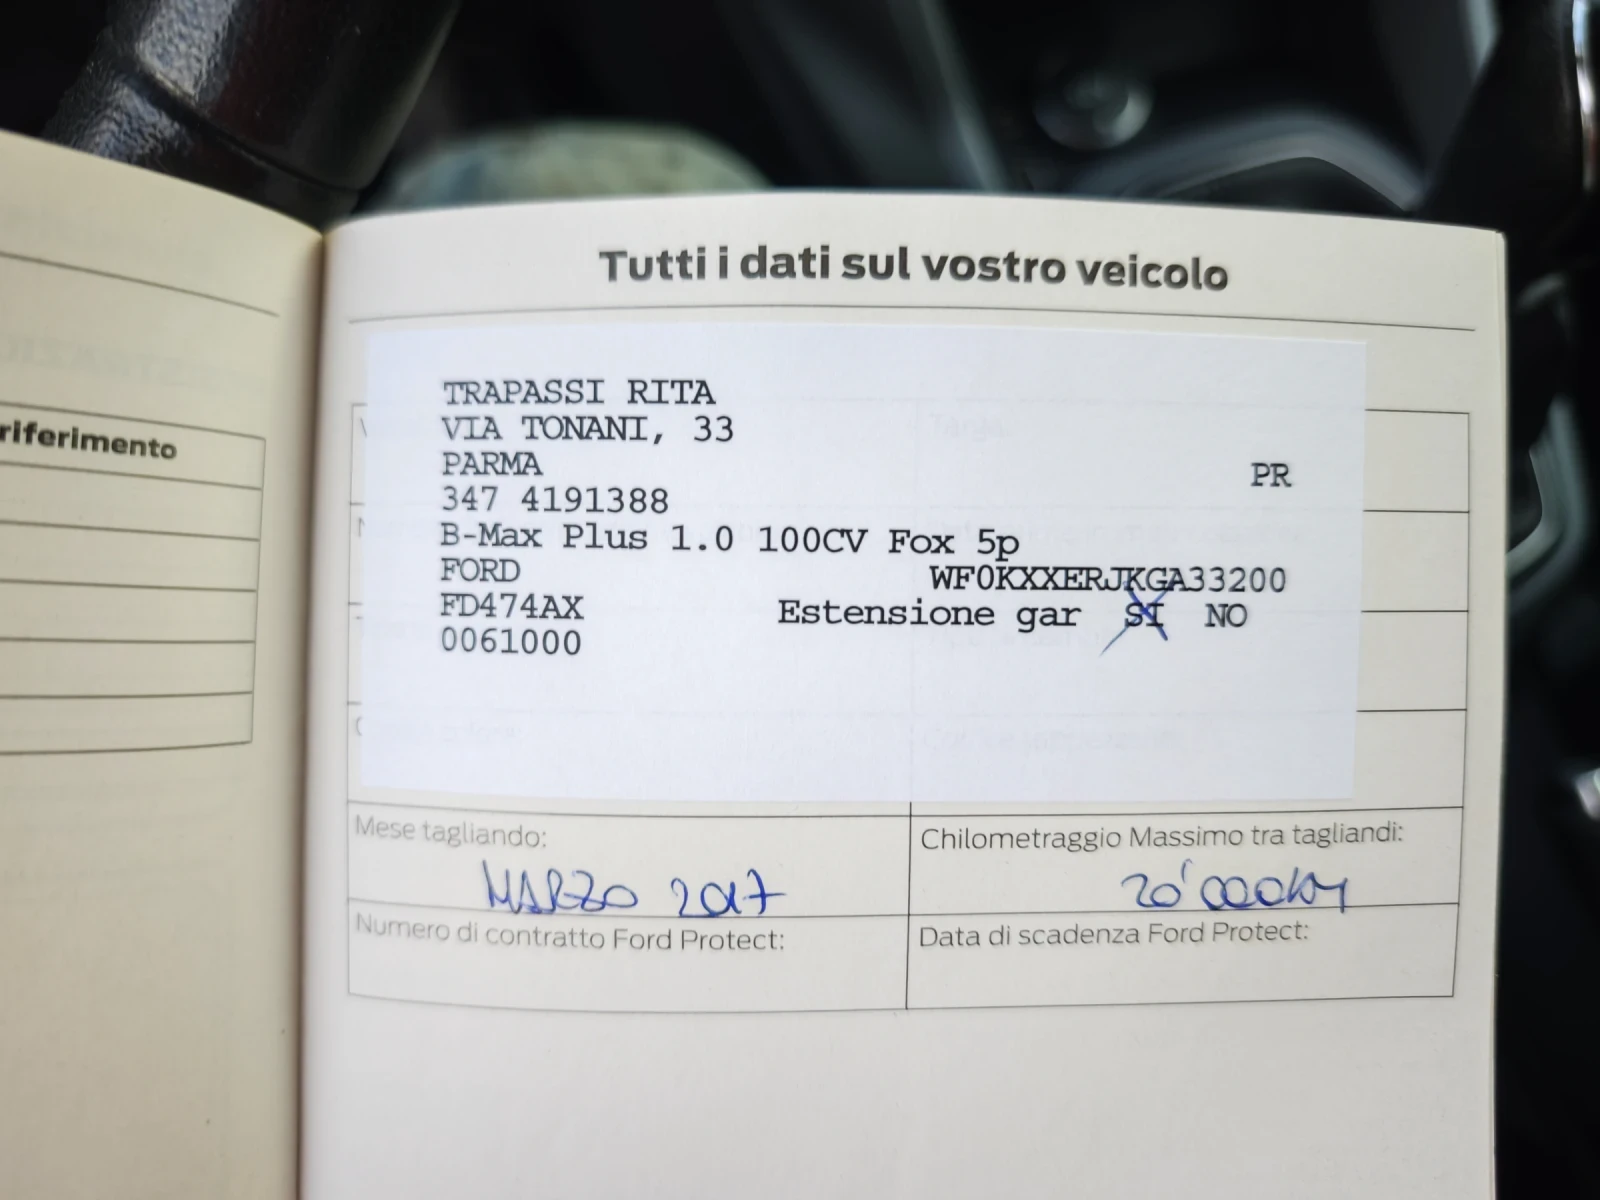 riferimento
Tutti i dati sul vostro veicolo
TRAPASSI RITA
VIA TONANI, 33
PARMA PR
347 4191388
B-Max Plus 1.0 100CV Fox 5p
FORD WF0KXXERJKGA33200
FD474AX Estensione gar SI NO
0061000
Mese tagliando: Chilometraggio Massimo tra tagliandi:
MARZO 2017 20'000KM
Numero di contratto Ford Protect: Data di scadenza Ford Protect: